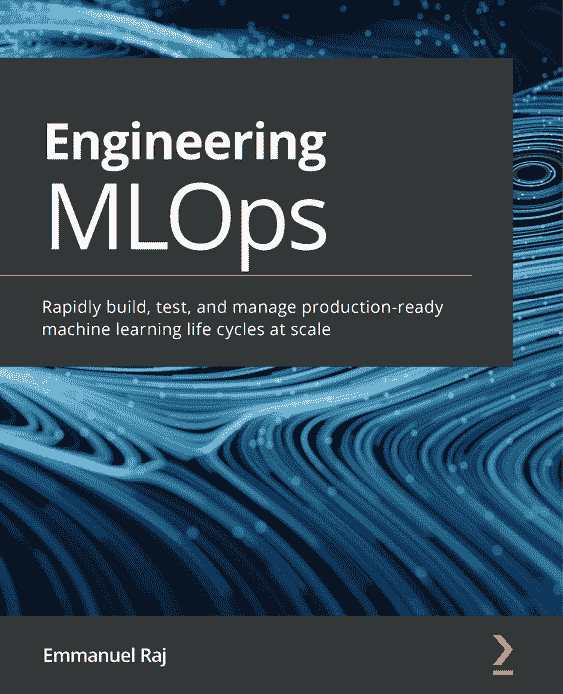 Engineering
MLOps
Rapidly build, test, and manage production-ready
machine learning life cycles at scale
Emmanuel Raj